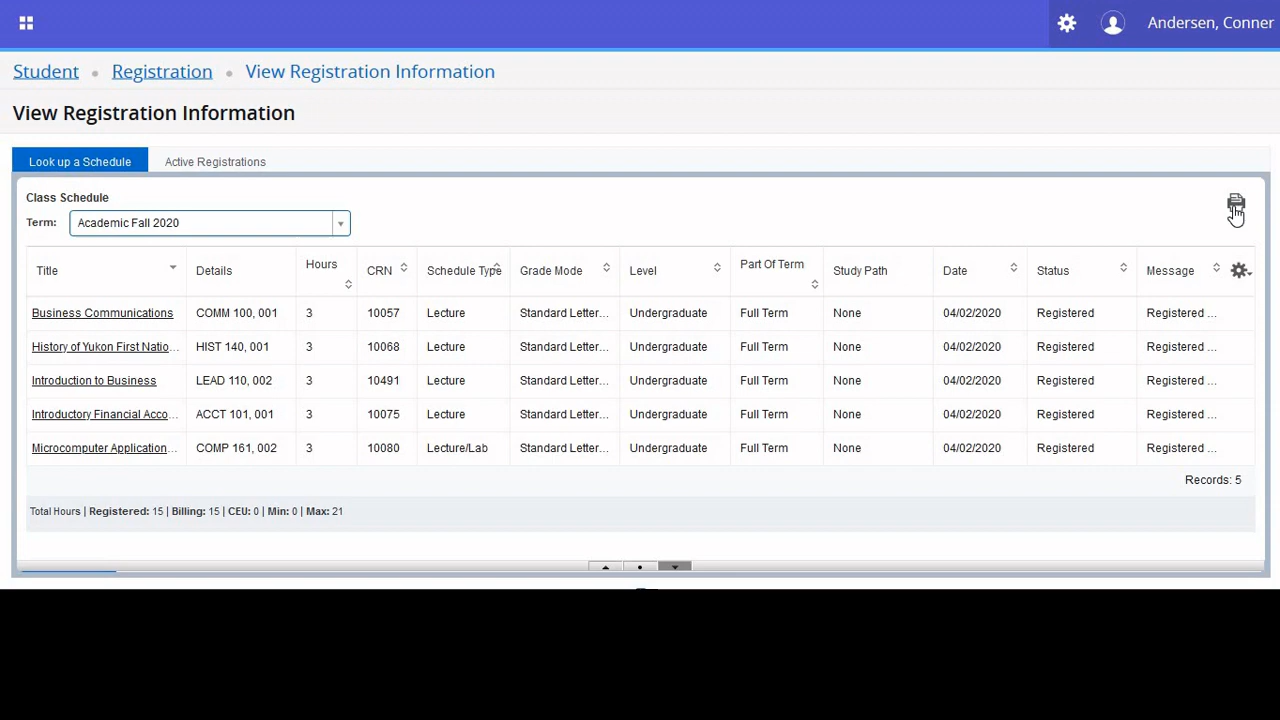 Andersen, Conner
Student • Registration • View Registration Information
View Registration Information
Look up a Schedule Active Registrations
Class Schedule
Term: Academic Fall 2020
Title Details Hours CRN Schedule Type Grade Mode Level Part Of Term Study Path Date Status Message
Business Communications COMM 100, 001 3 10057 Lecture Standard Letter... Undergraduate Full Term None 04/02/2020 Registered Registered ...
History of Yukon First Natio... HIST 140, 001 3 10068 Lecture Standard Letter... Undergraduate Full Term None 04/02/2020 Registered Registered ...
Introduction to Business LEAD 110, 002 3 10491 Lecture Standard Letter... Undergraduate Full Term None 04/02/2020 Registered Registered ...
Introductory Financial Acco... ACCT 101, 001 3 10075 Lecture Standard Letter... Undergraduate Full Term None 04/02/2020 Registered Registered ...
Microcomputer Application... COMP 161, 002 3 10080 Lecture/Lab Standard Letter... Undergraduate Full Term None 04/02/2020 Registered Registered ...
Records: 5
Total Hours | Registered: 15 | Billing: 15 | CEU: 0 | Min: 0 | Max: 21